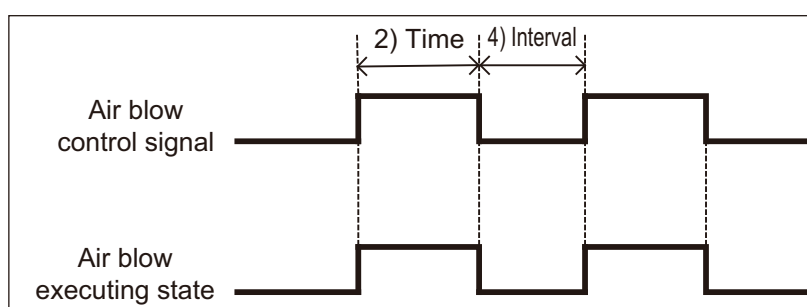 2) Time
4) Interval
Air blow
control signal
Air blow
executing state